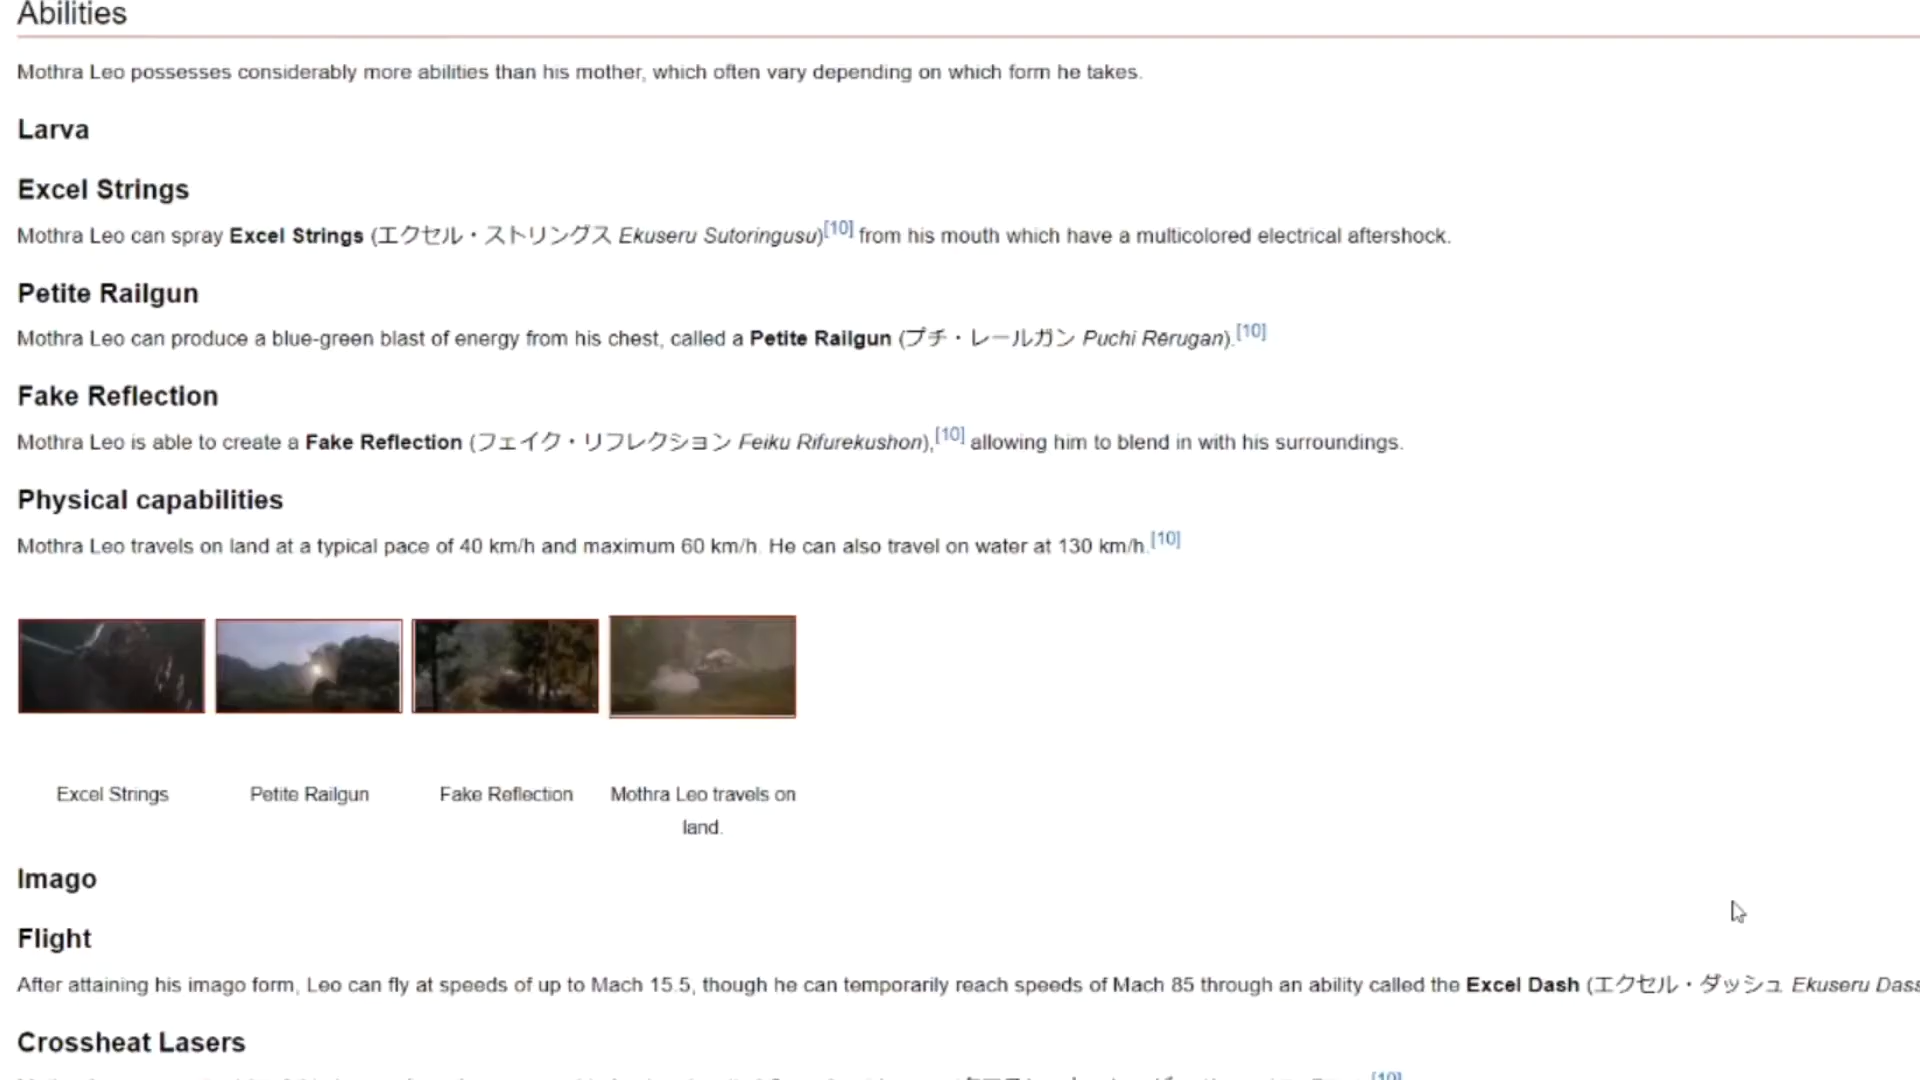 Abilities
Mothra Leo possesses considerably more abilities than his mother, which often vary depending on which form he takes.
Larva
Excel Strings
Mothra Leo can spray Excel Strings (エクセル・ストリングス Ekuseru Sutoringusu)[10] from his mouth which have a multicolored electrical aftershock.
Petite Railgun
Mothra Leo can produce a blue-green blast of energy from his chest, called a Petite Railgun (プチ・レールガン Puchi Rērugan).[10]
Fake Reflection
Mothra Leo is able to create a Fake Reflection (フェイク・リフレクション Feiku Rifurekushon),[10] allowing him to blend in with his surroundings.
Physical capabilities
Mothra Leo travels on land at a typical pace of 40 km/h and maximum 60 km/h. He can also travel on water at 130 km/h.[10]
Excel Strings
Petite Railgun
Fake Reflection
Mothra Leo travels on
land.
Imago
Flight
After attaining his imago form, Leo can fly at speeds of up to Mach 15.5, though he can temporarily reach speeds of Mach 85 through an ability called the Excel Dash (エクセル・ダッシュ Ekuseru Dass
Crossheat Lasers
[10]